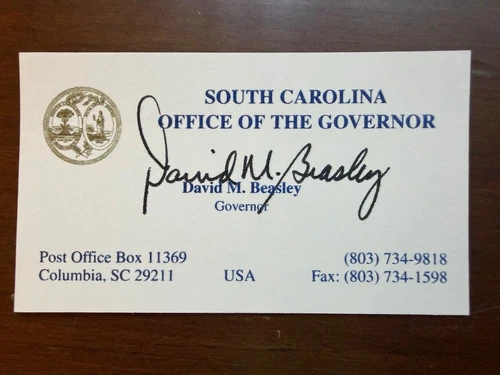 SOUTH CAROLINA
OFFICE OF THE GOVERNOR
David M. Beasley
David M. Beasley
Governor
Post Office Box 11369 (803) 734-9818
Columbia, SC 29211 USA Fax: (803) 734-1598